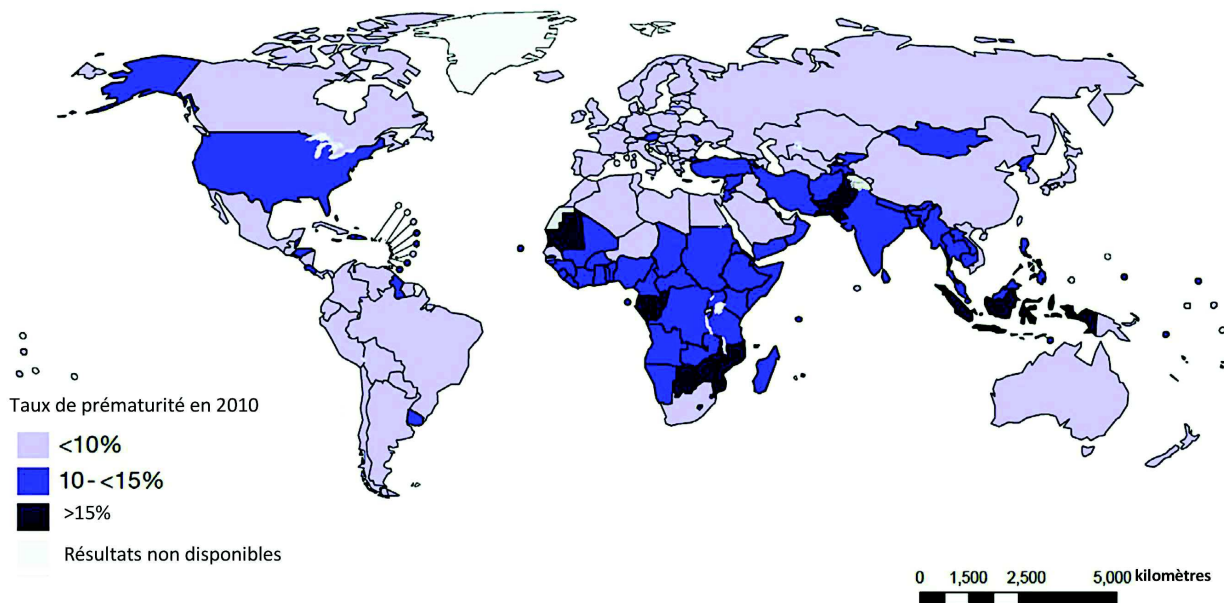 Taux de prématurité en 2010
<10%
10-<15%
>15%
Résultats non disponibles
0 1,500 2,500 5,000 kilomètres